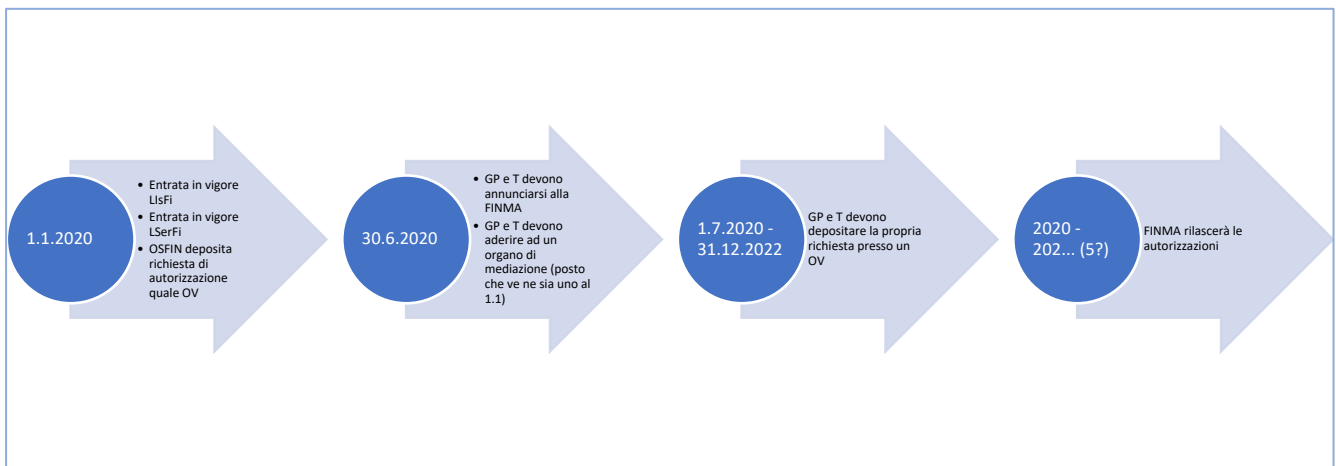 1.1.2020
• Entrata in vigore
LIsFi
• Entrata in vigore
LSerFi
• OSFIN deposita
richiesta di
autorizzazione
quale OV
30.6.2020
• GP e T devono
annunciarsi alla
FINMA
• GP e T devono
aderire ad un
organo di
mediazione (posto
che ve ne sia uno al
1.1)
1.7.2020 -
31.12.2022
GP e T devono
depositare la propria
richiesta presso un
OV
2020 -
202... (5?)
FINMA rilascerà le
autorizzazioni